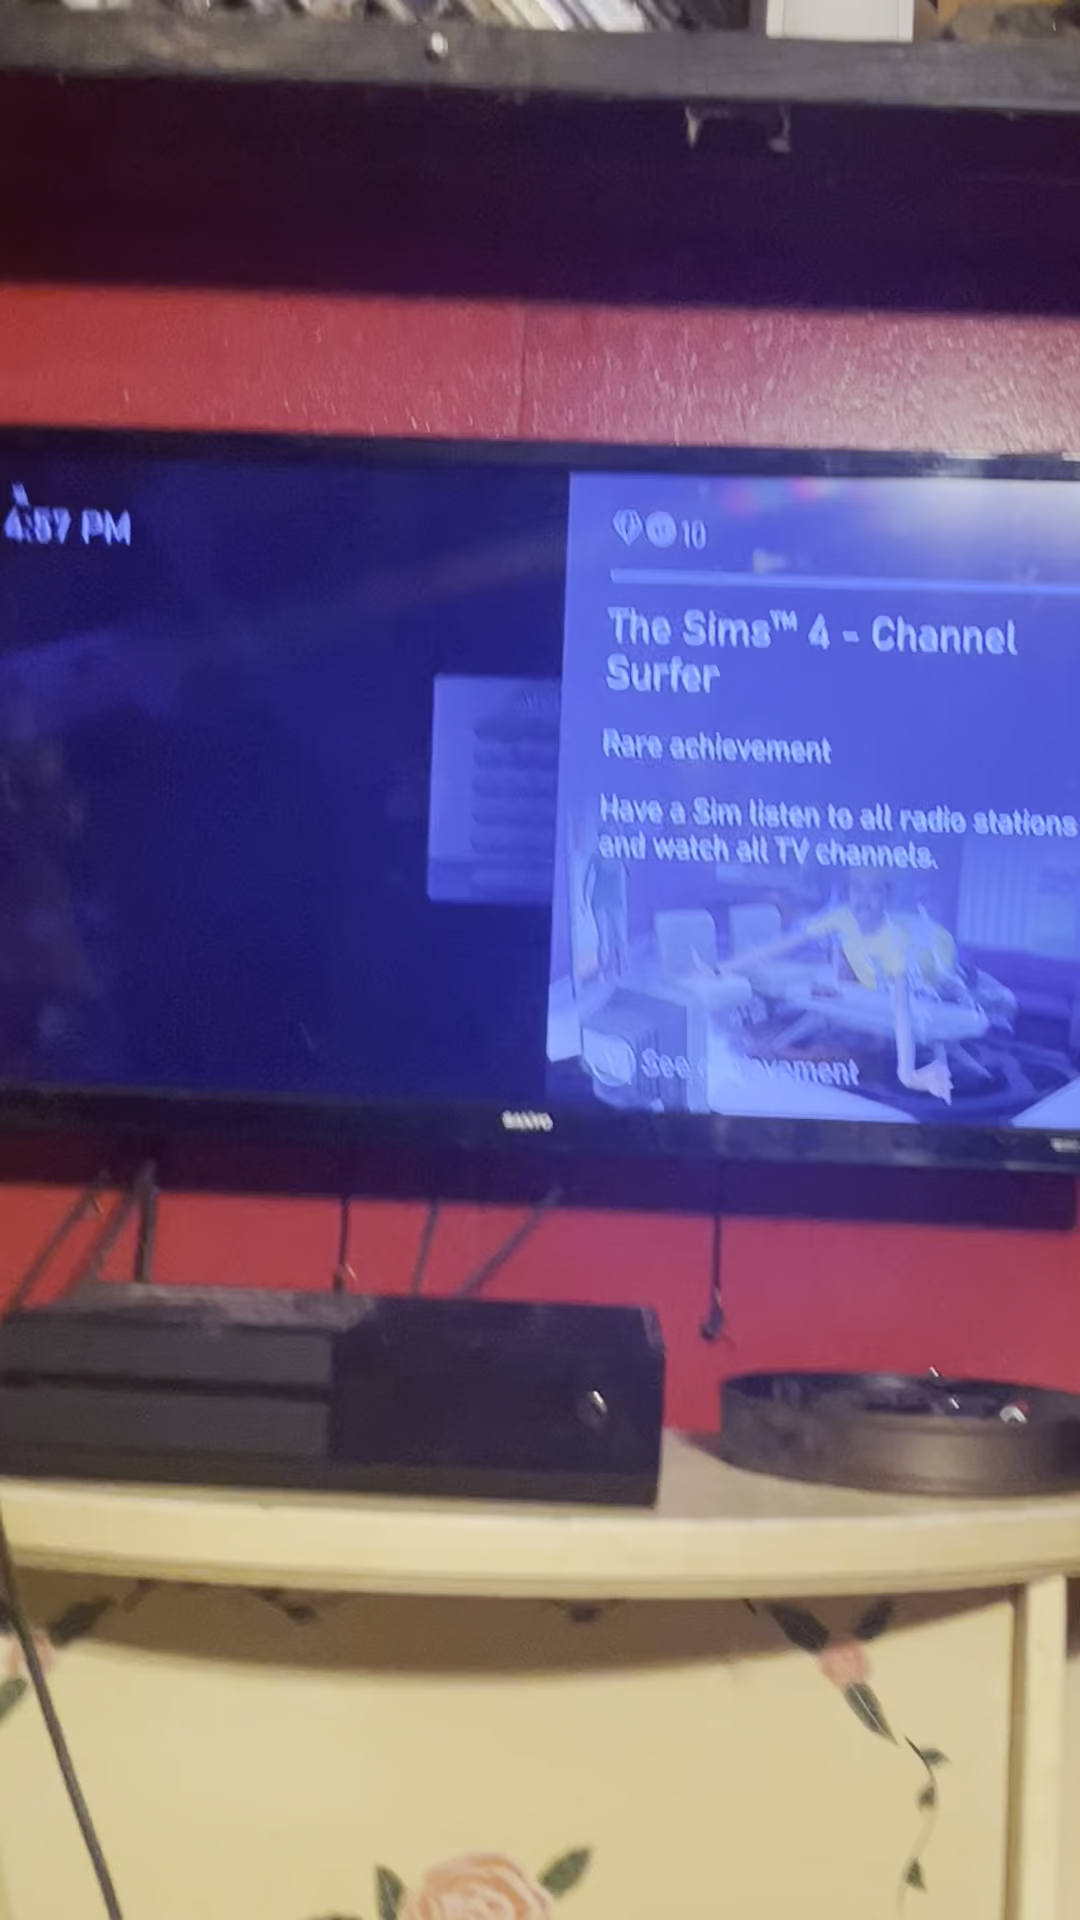 4:57 PM
10
The Sims™ 4 - Channel
Surfer
Rare achievement
Have a Sim listen to all radio stations
and watch all TV channels.
See
SANYO